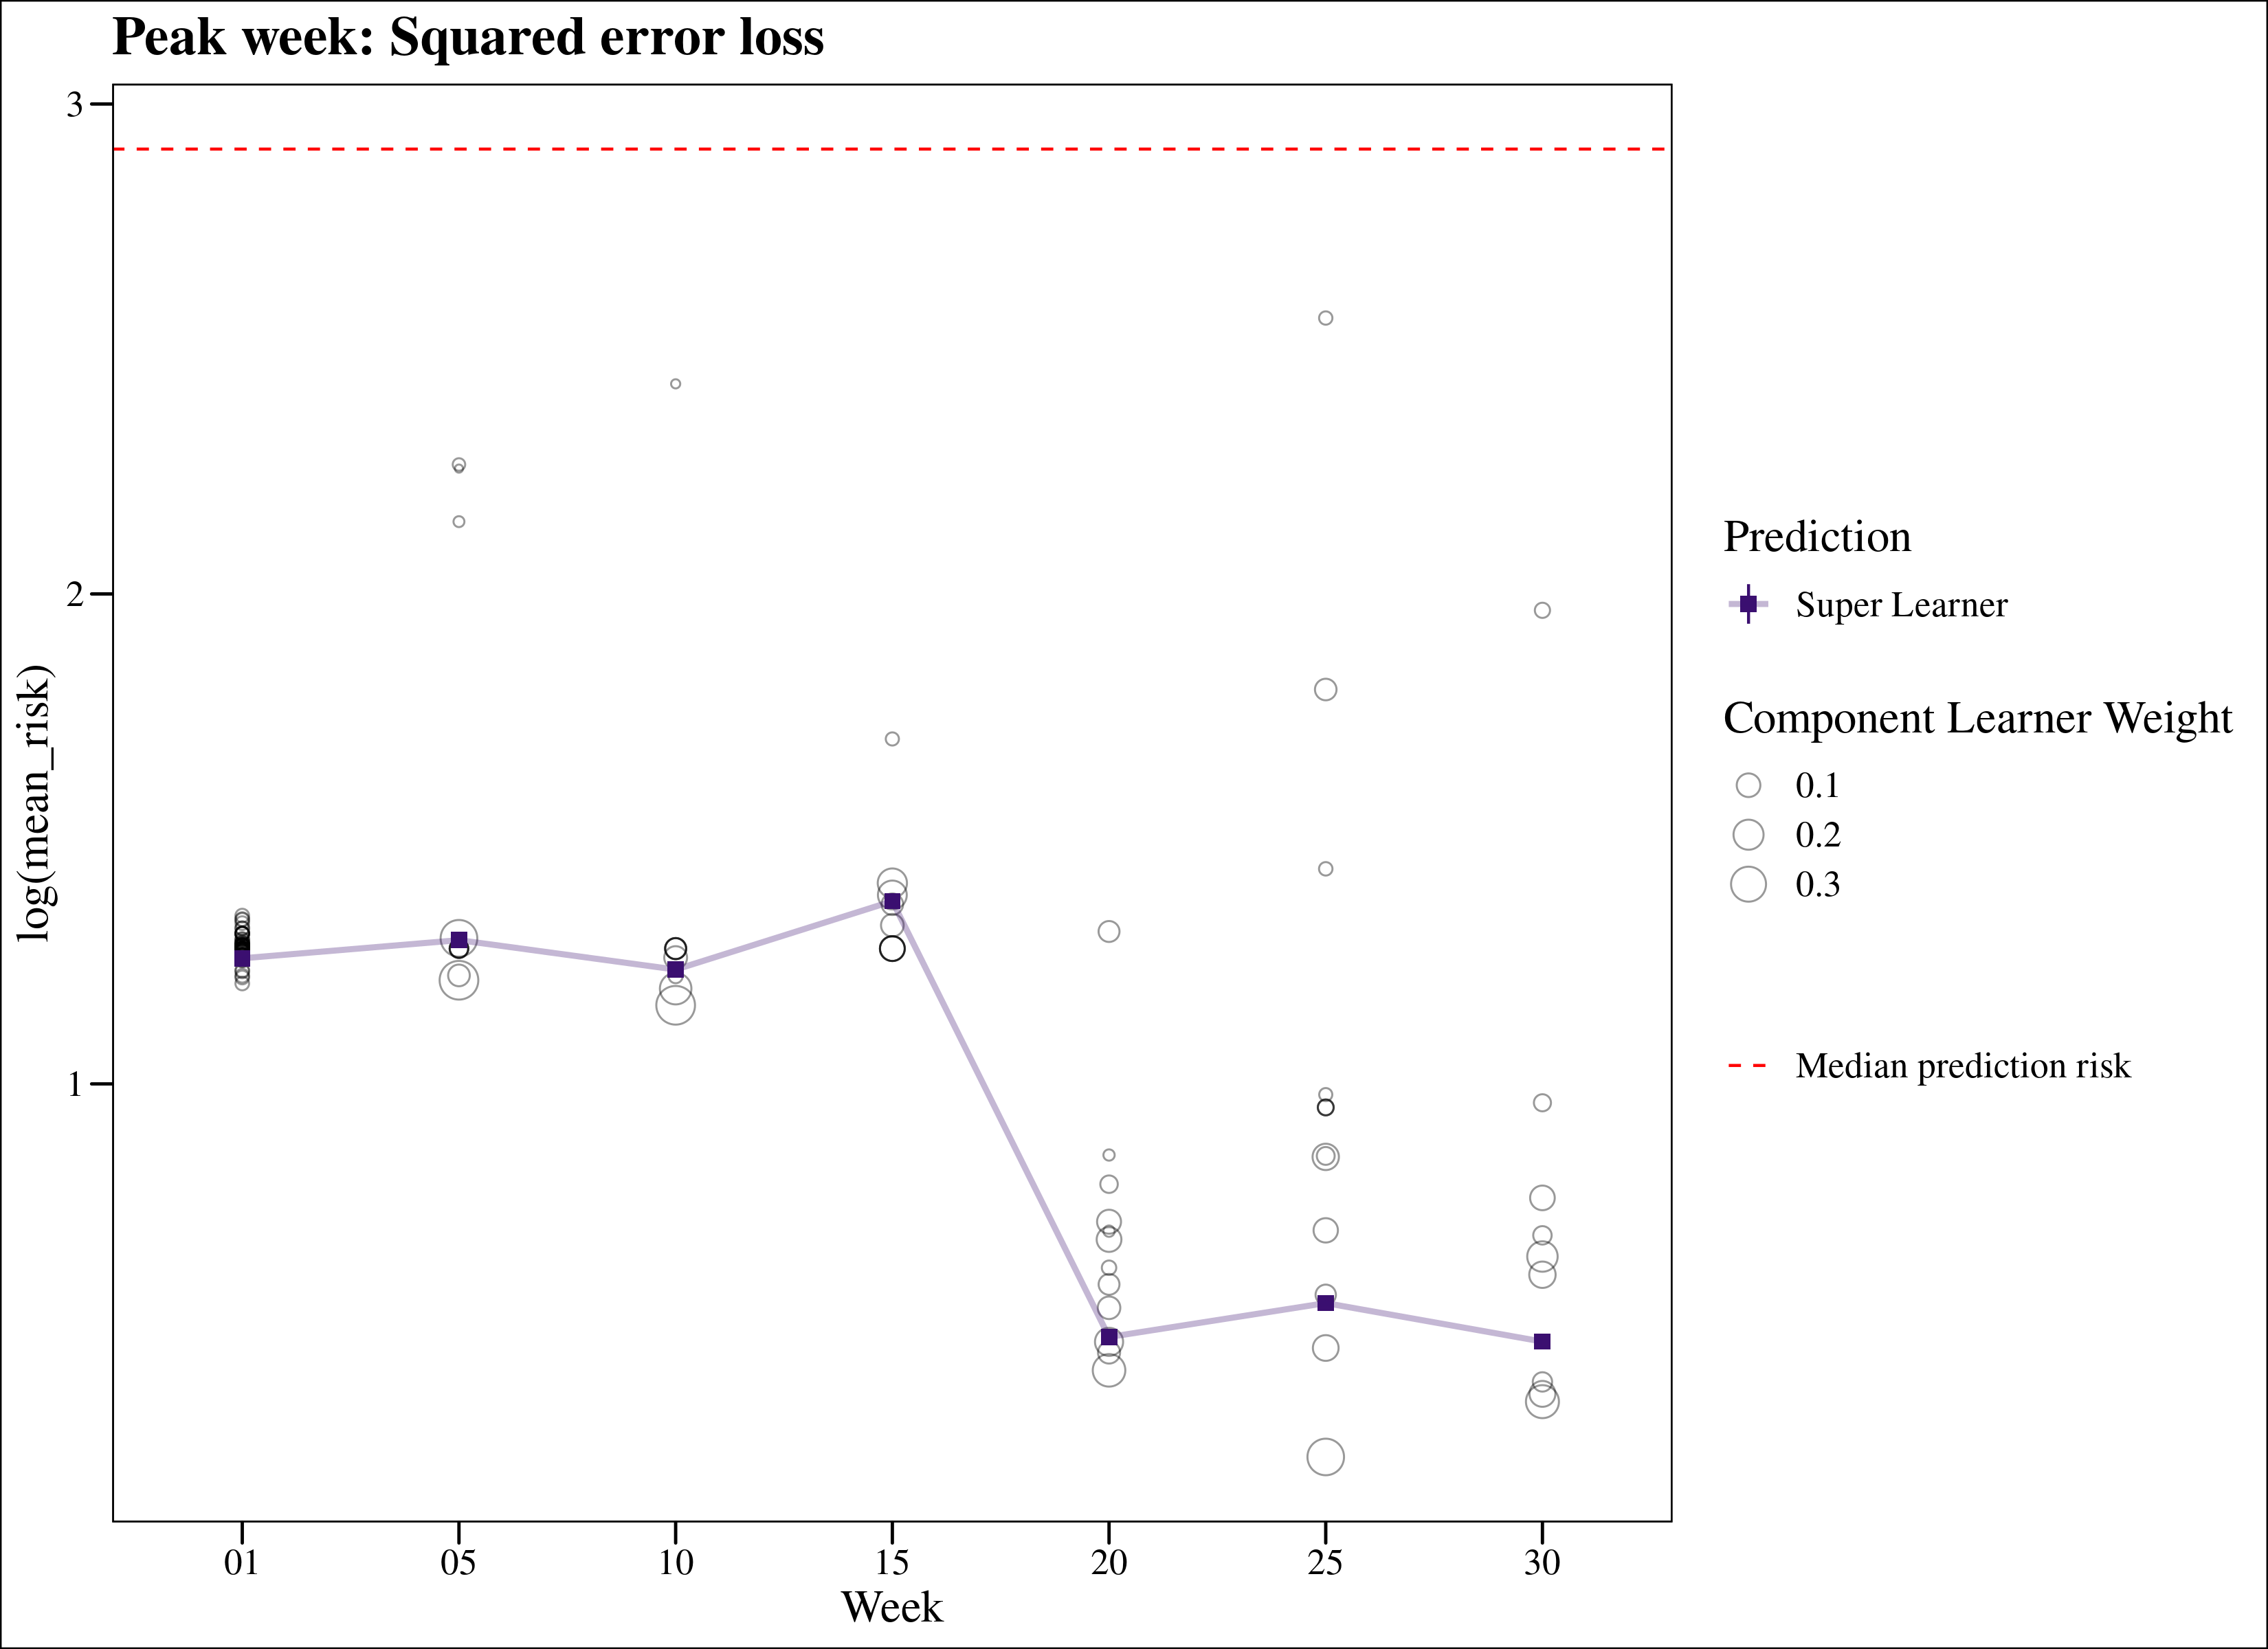 Peak week: Squared error loss
3
2
1
log(mean_risk)
01 05 10 15 20 25 30
Week
Prediction
Super Learner
Component Learner Weight
0.1
0.2
0.3
Median prediction risk